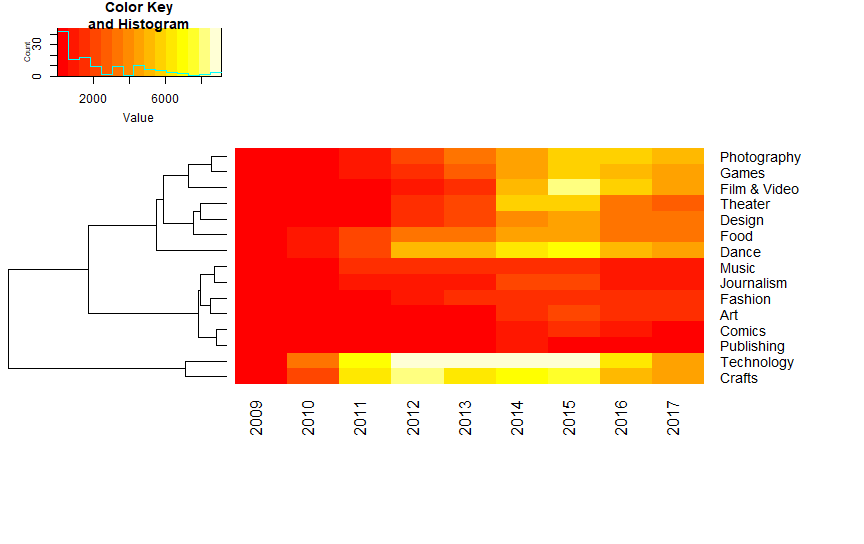 Color Key
and Histogram
Count
0
30
2000
6000
Value
Photography
Games
Film & Video
Theater
Design
Food
Dance
Music
Journalism
Fashion
Art
Comics
Publishing
Technology
Crafts
2009
2010
2011
2012
2013
2014
2015
2016
2017